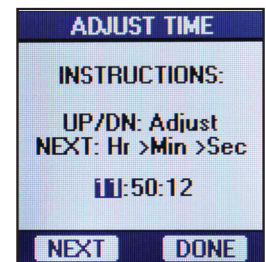 ADJUST TIME
INSTRUCTIONS:
UP/DN: Adjust
NEXT: Hr >Min >Sec
11:50:12
NEXT DONE